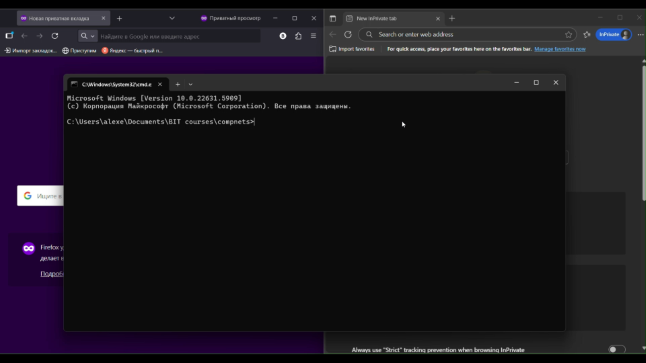 Новая приватная вкладка
Приватный просмотр
Найдите в Google или введите адрес
Импорт закладок...
Приступим
Яндекс — быстрый п...
New InPrivate tab
Search or enter web address
InPrivate
Import favorites
For quick access, place your favorites here on the favorites bar.
Manage favorites now
C:\Windows\System32\cmd.e
Microsoft Windows [Version 10.0.22631.5909]
(c) Корпорация Майкрософт (Microsoft Corporation). Все права защищены.
C:\Users\alexe\Documents\BIT courses\compnets>
Ищите в
Firefox у
делает в
Подроб
Always use "Strict" tracking prevention when browsing InPrivate